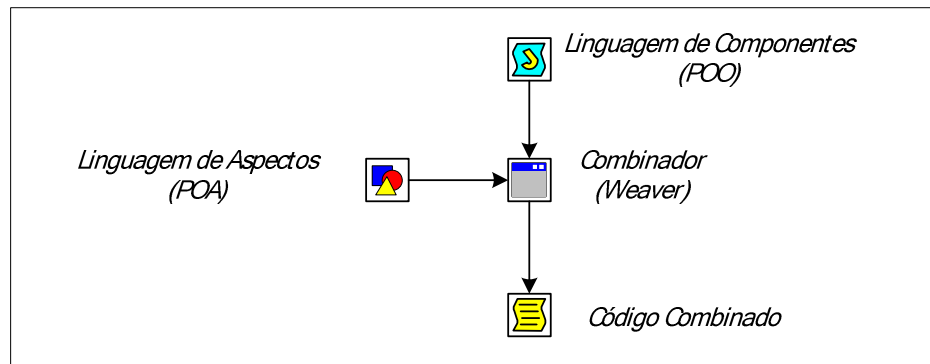 Linguagem de Componentes
(POO)
Linguagem de Aspectos
(POA)
Combinador
(Weaver)
Código Combinado